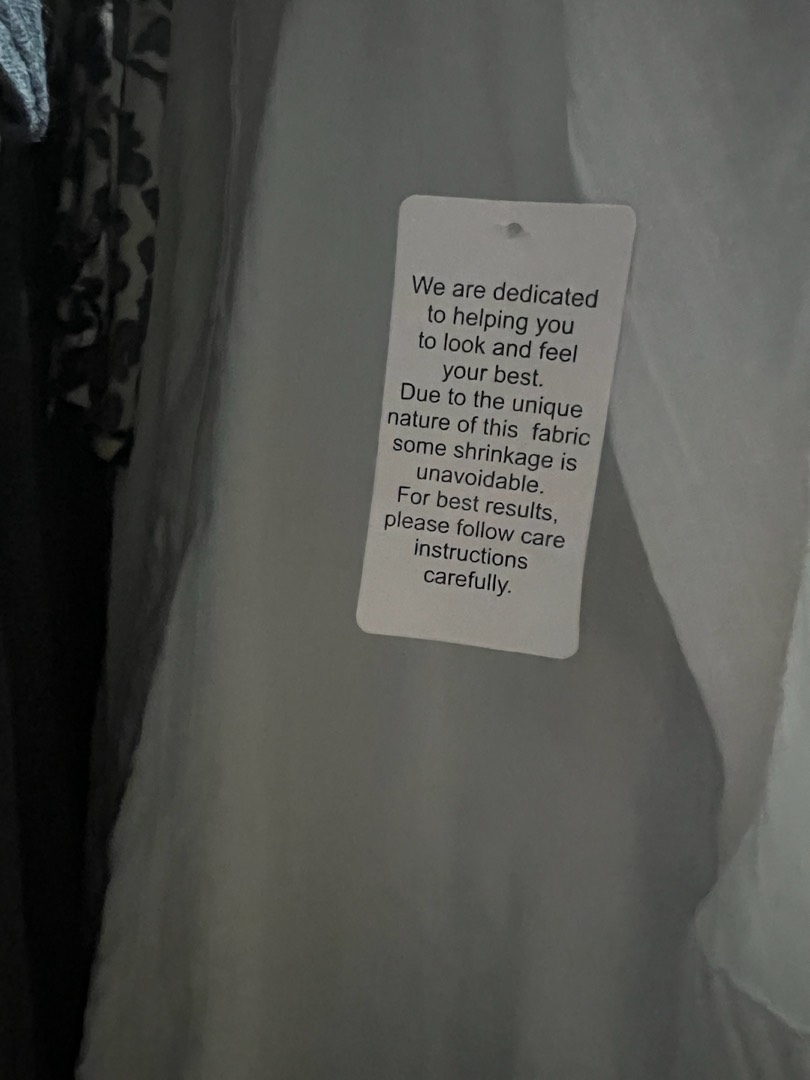 We are dedicated
to helping you
to look and feel
your best.
Due to the unique
nature of this  fabric
some shrinkage is
unavoidable.
For best results,
please follow care
instructions
carefully.